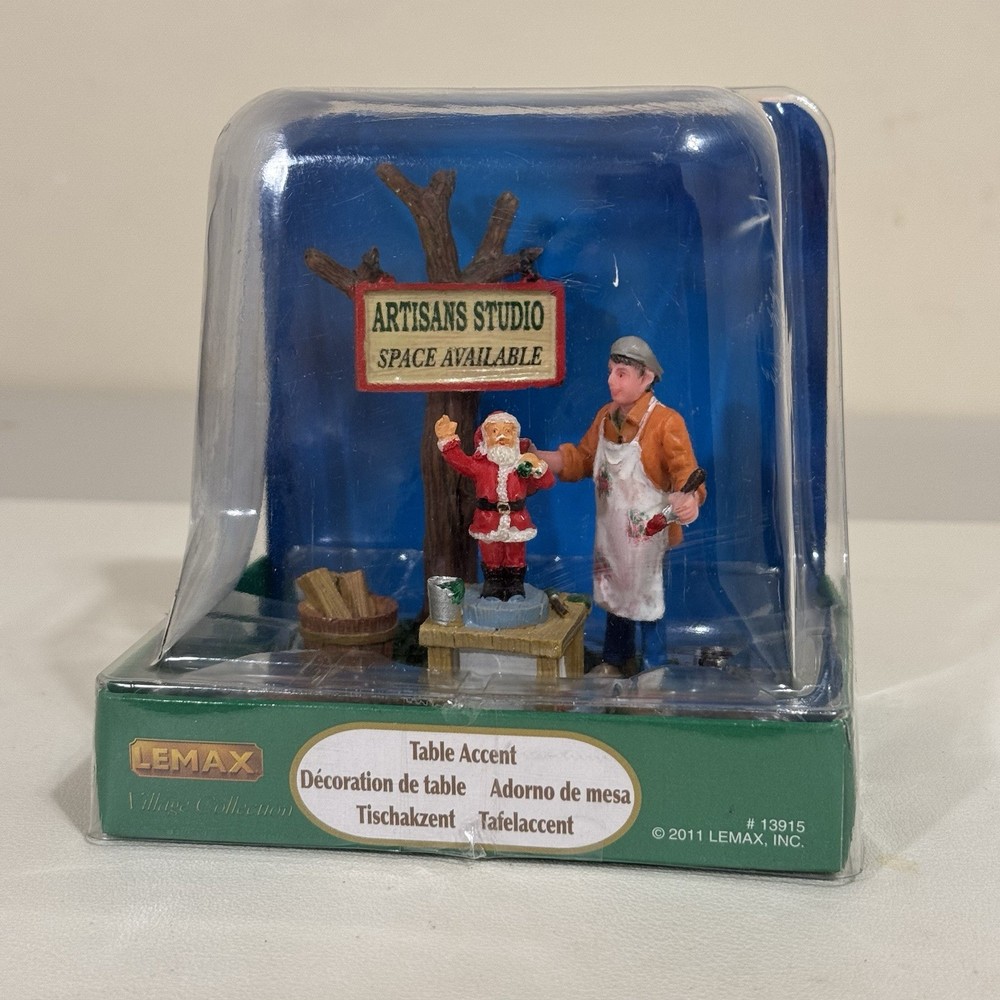 ARTISANS STUDIO
SPACE AVAILABLE
LEMAX
Village Collection
Table Accent
Décoration de table Adorno de mesa
Tischakzent Tafelaccent
# 13915
© 2011 LEMAX, INC.